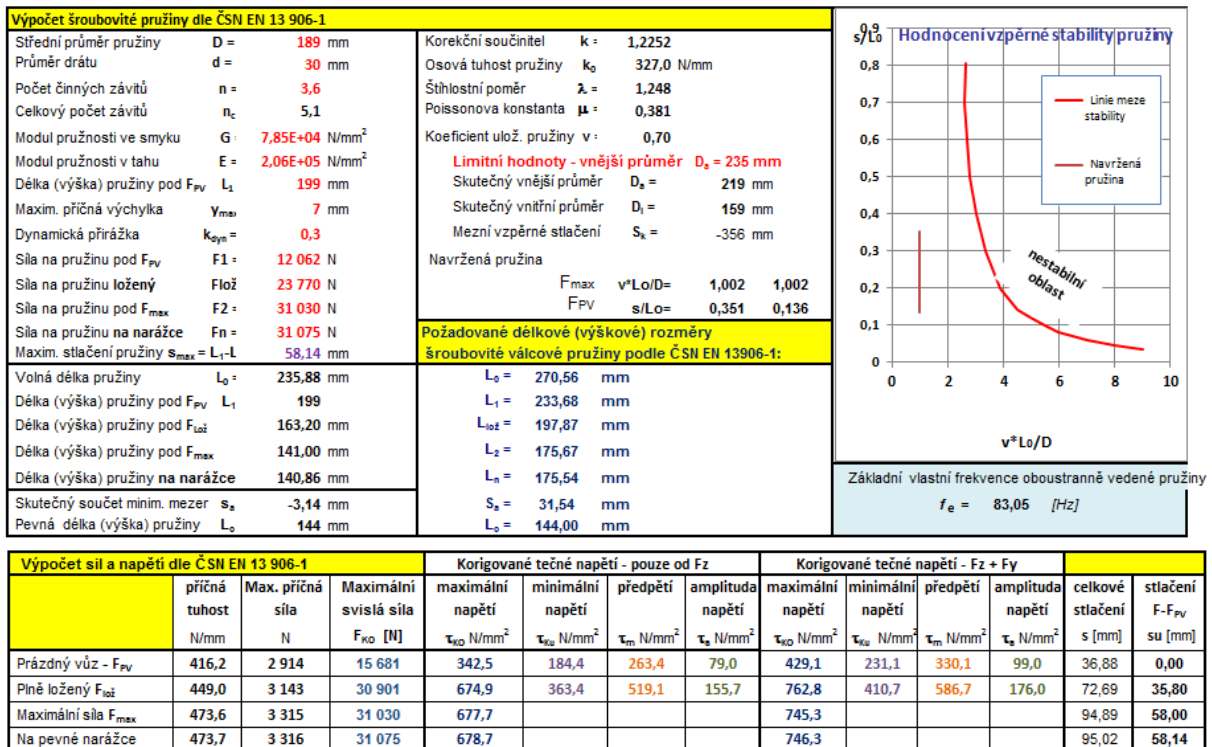 Výpočet šroubovité pružiny dle ČSN EN 13 906-1
Střední průměr pružiny D = 189 mm
Průměr drátu d = 30 mm
Počet činných závitů n = 3,6
Celkový počet závitů nc 5,1
Modul pružnosti ve smyku G = 7,85E+04 N/mm²
Modul pružnosti v tahu E = 2,06E+05 N/mm²
Délka (výška) pružiny pod FPV L1 199 mm
Maxim. příčná výchylka ymax 7 mm
Dynamická přirážka kdyn = 0,3
Síla na pružinu pod FPV F1 = 12 062 N
Síla na pružinu ložený Flož 23 770 N
Síla na pružinu pod Fmax F2 = 31 030 N
Síla na pružinu na narážce Fn = 31 075 N
Maxim. stlačení pružiny smax = L1-L 58,14 mm
Volná délka pružiny L0 = 235,88 mm
Délka (výška) pružiny pod FPV L1 199
Délka (výška) pružiny pod FLož 163,20 mm
Délka (výška) pružiny pod Fmax 141,00 mm
Délka (výška) pružiny na narážce 140,86 mm
Skutečný součet minim. mezer sa -3,14 mm
Pevná délka (výška) pružiny Lo 144 mm
Korekční součinitel k = 1,2252
Osová tuhost pružiny k0 327,0 N/mm
Štíhlostní poměr λ = 1,248
Poissonova konstanta μ = 0,381
Koeficient ulož. pružiny ν = 0,70
Limitní hodnoty - vnější průměr Da = 235 mm
Skutečný vnější průměr Da = 219 mm
Skutečný vnitřní průměr Di = 159 mm
Mezní vzpěrné stlačení Sk = -356 mm
Navržená pružina
Fmax v*Lo/D= 1,002 1,002
FPV s/Lo= 0,351 0,136
Požadované délkové (výškové) rozměry
šroubovité válcové pružiny podle ČSN EN 13906-1:
L0 = 270,56 mm
L1 = 233,68 mm
Llož = 197,87 mm
L2 = 175,67 mm
Ln = 175,54 mm
Sa = 31,54 mm
Lo = 144,00 mm
Hodnocení vzpěrné stability pružiny
s/L0
0,9
0,8
0,7
0,6
0,5
0,4
0,3
0,2
0,1
0
0 2 4 6 8 10
Linie meze
stability
Navržená
pružina
nestabilní
oblast
v*L0/D
Základní vlastní frekvence oboustranně vedené pružiny
fe = 83,05 [Hz]
Výpočet sil a napětí dle ČSN EN 13 906-1 Korigované tečné napětí - pouze od Fz Korigované tečné napětí - Fz + Fy
příčná Max. příčná Maximální maximální minimální předpětí amplituda maximální minimální předpětí amplituda celkové stlačení
tuhost síla svislá síla napětí napětí napětí napětí napětí napětí stlačení F-FPV
N/mm N FKO [N] τKO N/mm² τKu N/mm² τm N/mm² τa N/mm² τKO N/mm² τKu N/mm² τm N/mm² τa N/mm² s [mm] su [mm]
Prázdný vůz - FPV 416,2 2 914 15 681 342,5 184,4 263,4 79,0 429,1 231,1 330,1 99,0 36,88 0,00
Plně ložený Flož 449,0 3 143 30 901 674,9 363,4 519,1 155,7 762,8 410,7 586,7 176,0 72,69 35,80
Maximální síla Fmax 473,6 3 315 31 030 677,7 745,3 94,89 58,00
Na pevné narážce 473,7 3 316 31 075 678,7 746,3 95,02 58,14